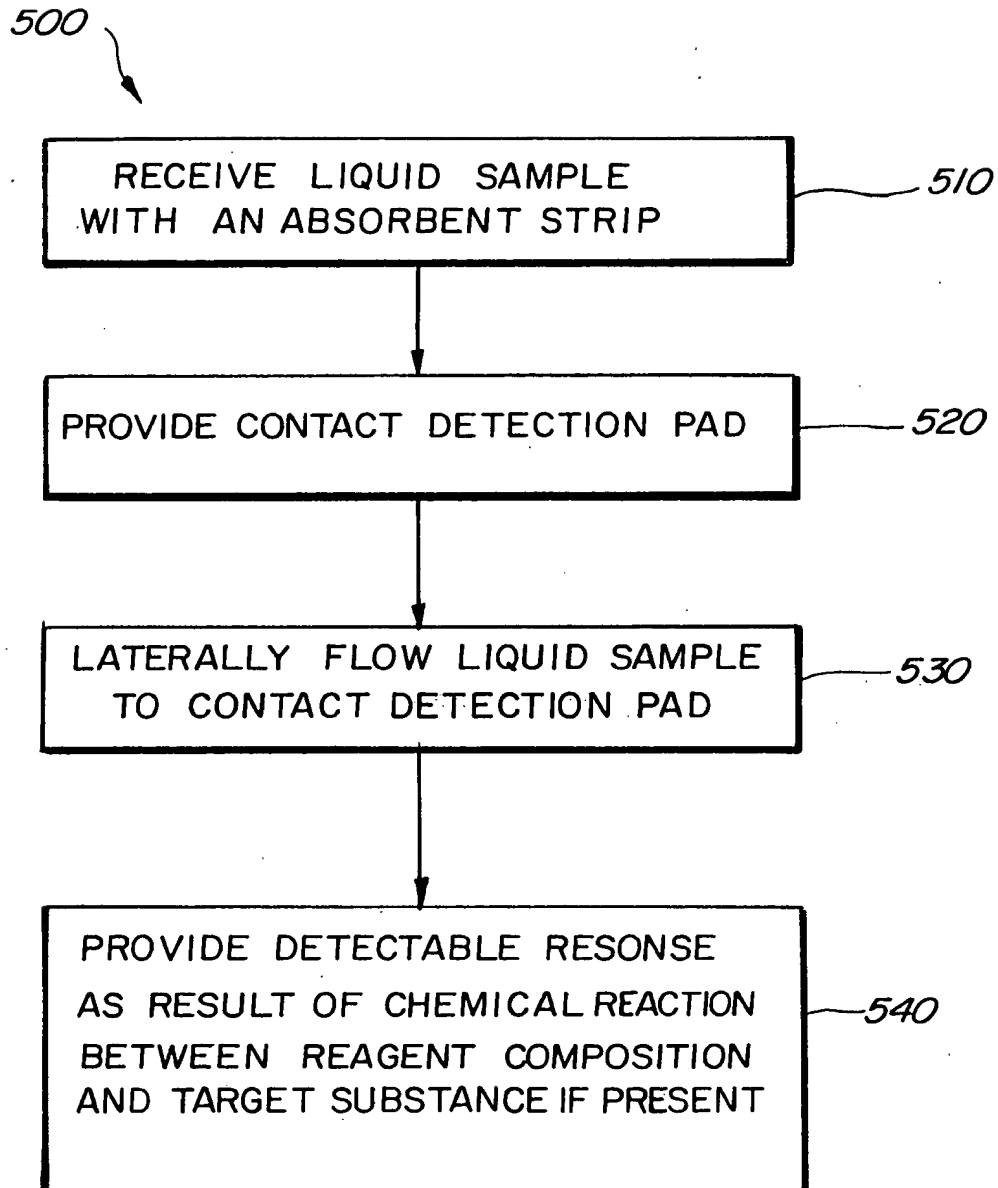 500
RECEIVE LIQUID SAMPLE
WITH AN ABSORBENT STRIP
510
PROVIDE CONTACT DETECTION PAD
520
LATERALLY FLOW LIQUID SAMPLE
TO CONTACT DETECTION PAD
530
PROVIDE DETECTABLE RESONSE
AS RESULT OF CHEMICAL REACTION
BETWEEN REAGENT COMPOSITION
AND TARGET SUBSTANCE IF PRESENT
540